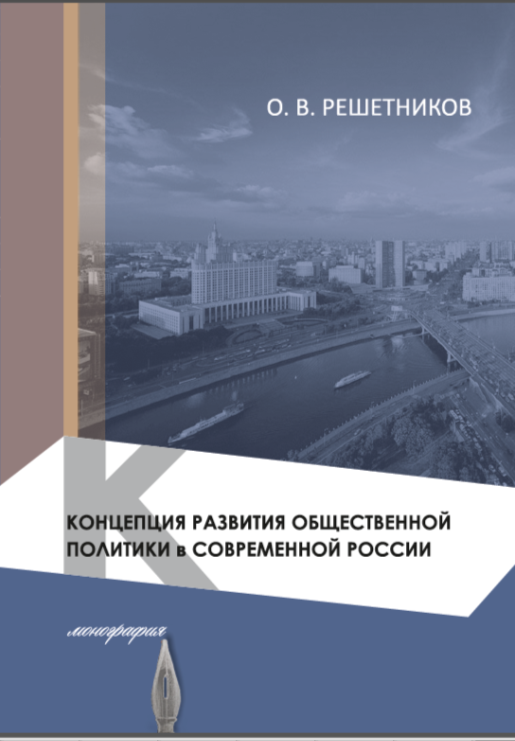 О. В. РЕШЕТНИКОВ
КОНЦЕПЦИЯ РАЗВИТИЯ ОБЩЕСТВЕННОЙ
ПОЛИТИКИ в СОВРЕМЕННОЙ РОССИИ
монография